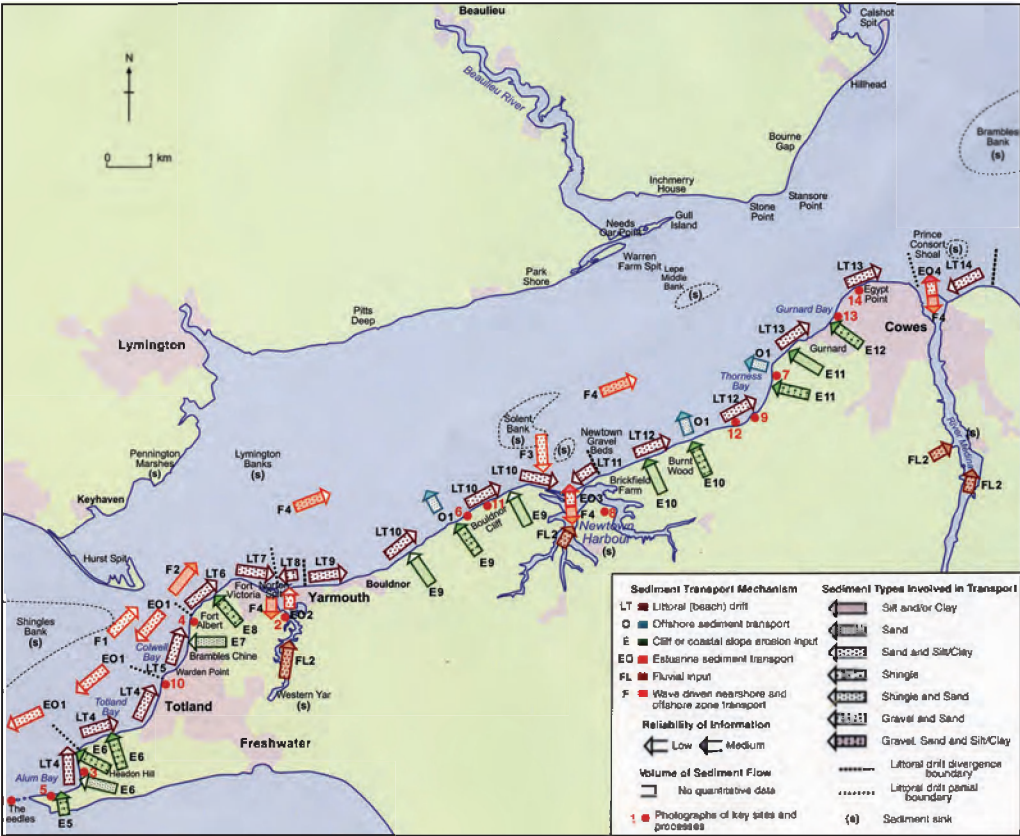 Beaulieu
Calshot
Spit
Hillhead
Beaulieu River
N
0 1 km
Bourne
Gap
Brambles
Bank
(s)
Inchmerry
House
Stansore
Point
Stone
Point
Needs
Oar Point
Gull
Island
Warren
Farm Spit
Lepe
Middle
Bank
(s)
Park
Shore
Pitts
Deep
Lymington
Prince
Consort
Shoal
(s)
EO4
LT14
F4
LT13
Egypt
Point
14
Gurnard Bay
13
Cowes
LT13
Gurnard
E12
O1
E11
Thorness
Bay
7
E11
LT12
12
9
F4
Solent
Bank
(s)
(s)
Newtown
Gravel
Beds
LT12
O1
F3
LT11
Burnt
Wood
E10
Brickfield
Farm
E10
River Medina
(s)
FL2
FL2
Pennington
Marshes
(s)
Lymington
Banks
(s)
Keyhaven
F4
LT10
LT10
O1
6
11
Bouldnor
Cliff
E9
E9
EO3
F4
8
FL2
Newtown
Harbour
(s)
Hurst Spit
LT10
E9
Bouldnor
F2
LT6
LT7
LT8
LT9
Fort
Victoria
Norton
Spit
Yarmouth
F4
EO2
2
Shingles
Bank
(s)
F1
EO1
4
Fort
Albert
E8
E7
Colwell
Bay
Brambles Chine
LT5
Warden Point
FL2
Western Yar
(s)
EO1
10
LT4
Totland
Bay
Totland
EO1
LT4
Freshwater
E6
E6
LT4
3
Headon Hill
E6
Alum Bay
5
The
Needles
E5
Sediment Transport Mechanism
LT Littoral (beach) drift
O Offshore sediment transport
E Cliff or coastal slope erosion input
EO Estuarine sediment transport
FL Fluvial input
F Wave driven nearshore and
offshore zone transport
Reliability of Information
Low Medium
Volume of Sediment Flow
No quantitative data
1 Photographs of key sites and
processes
Sediment Types Involved in Transport
Silt and/or Clay
Sand
Sand and Silt/Clay
Shingle
Shingle and Sand
Gravel and Sand
Gravel, Sand and Silt/Clay
Littoral drift divergence
boundary
Littoral drift partial
boundary
(s) Sediment sink